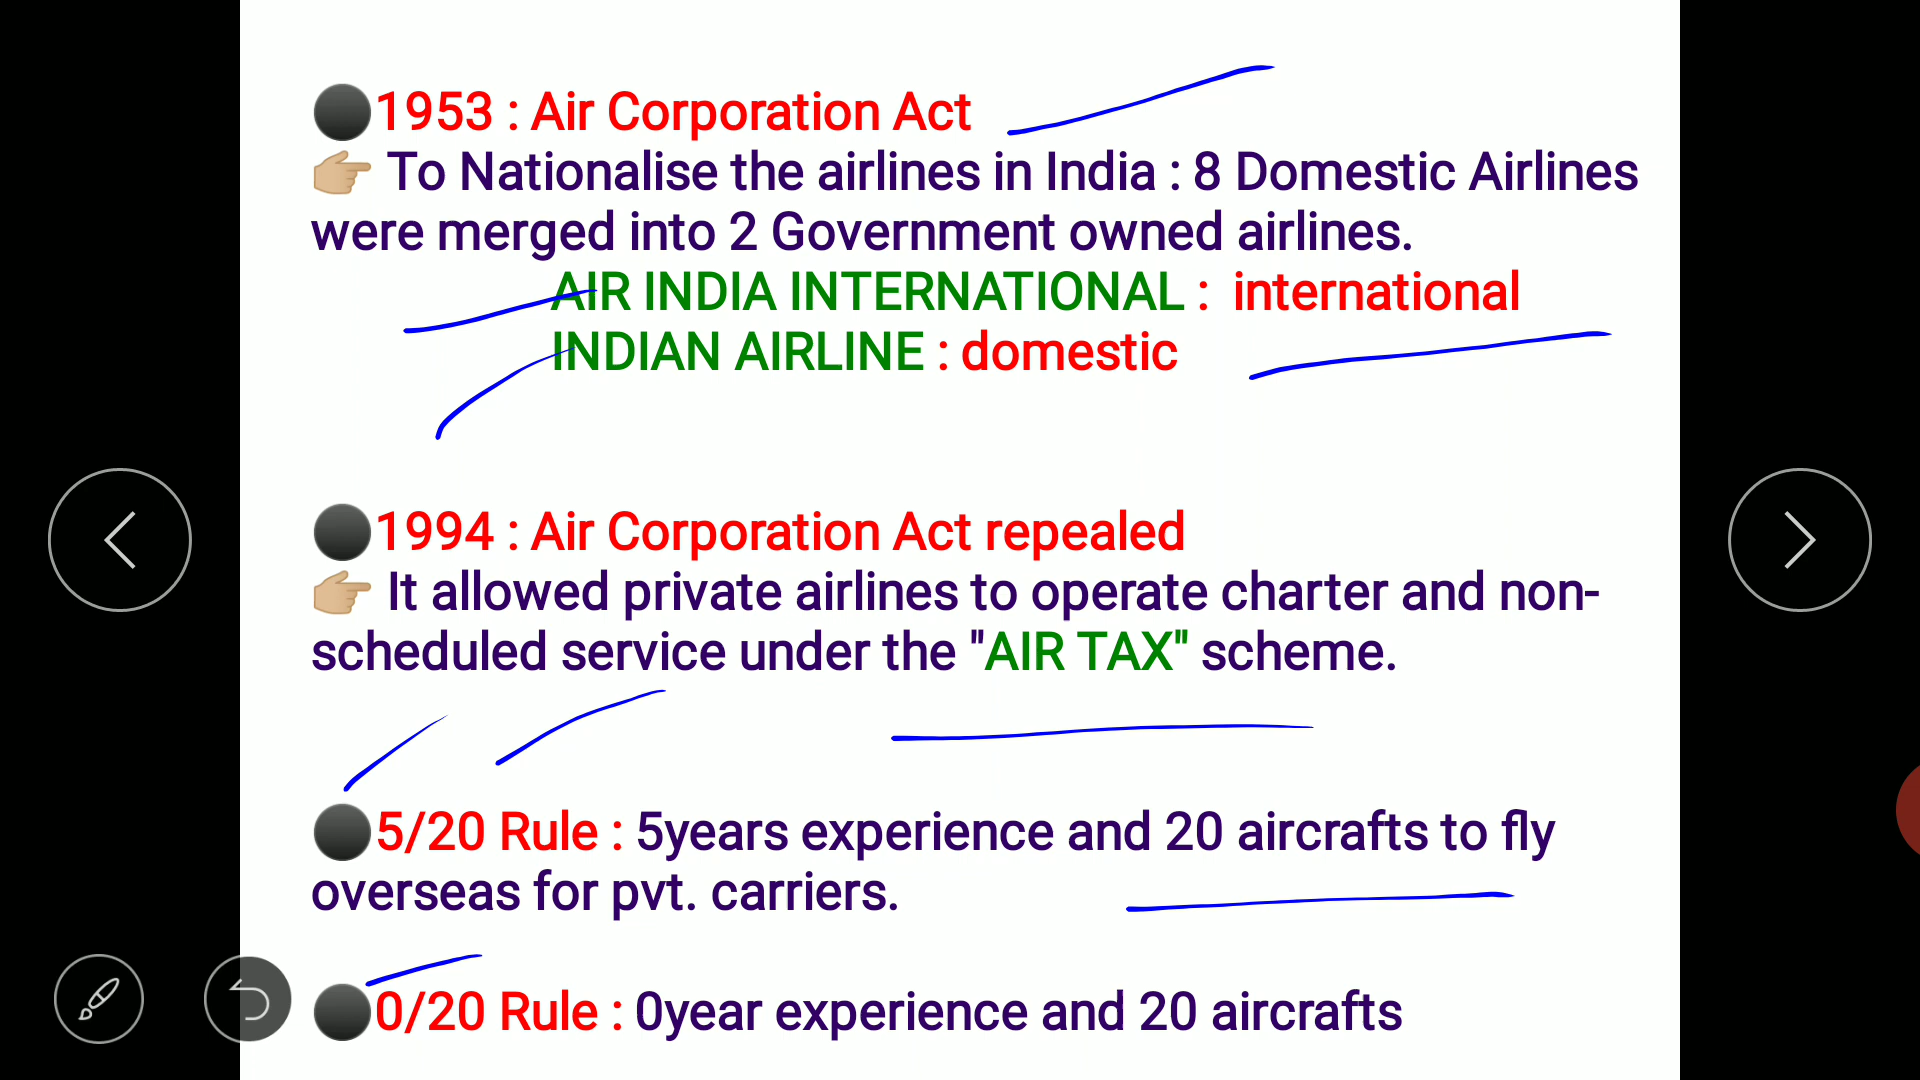 1953 : Air Corporation Act
To Nationalise the airlines in India : 8 Domestic Airlines
were merged into 2 Government owned airlines.
AIR INDIA INTERNATIONAL : international
INDIAN AIRLINE : domestic
1994 : Air Corporation Act repealed
It allowed private airlines to operate charter and non-
scheduled service under the "AIR TAX" scheme.
5/20 Rule : 5years experience and 20 aircrafts to fly
overseas for pvt. carriers.
0/20 Rule : 0year experience and 20 aircrafts